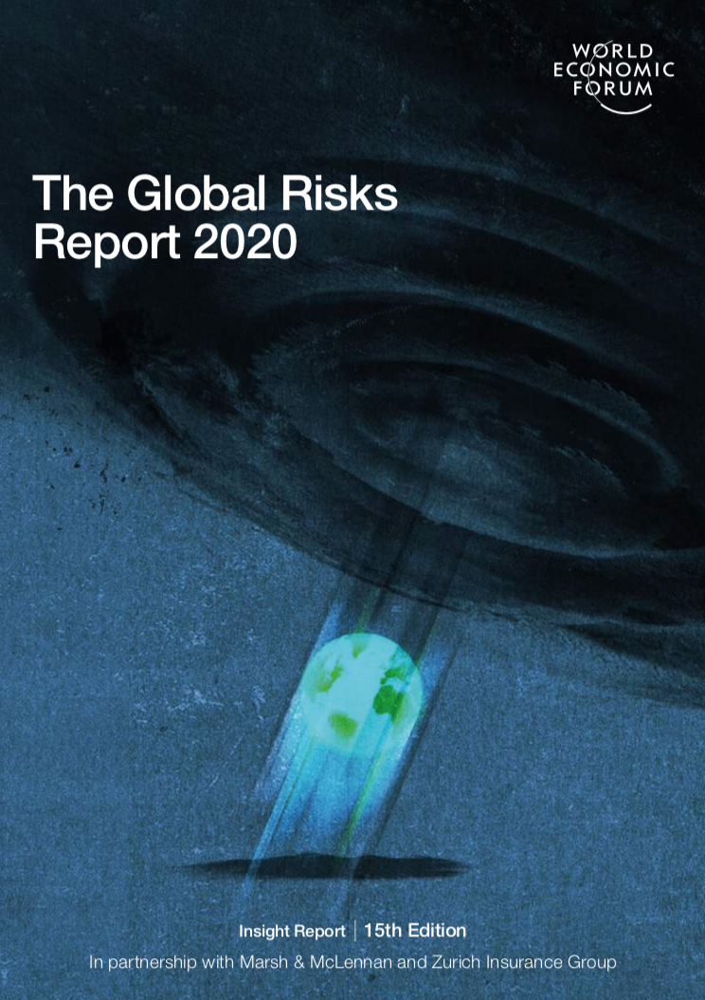 WORLD
ECONOMIC
FORUM
The Global Risks
Report 2020
Insight Report | 15th Edition
In partnership with Marsh & McLennan and Zurich Insurance Group